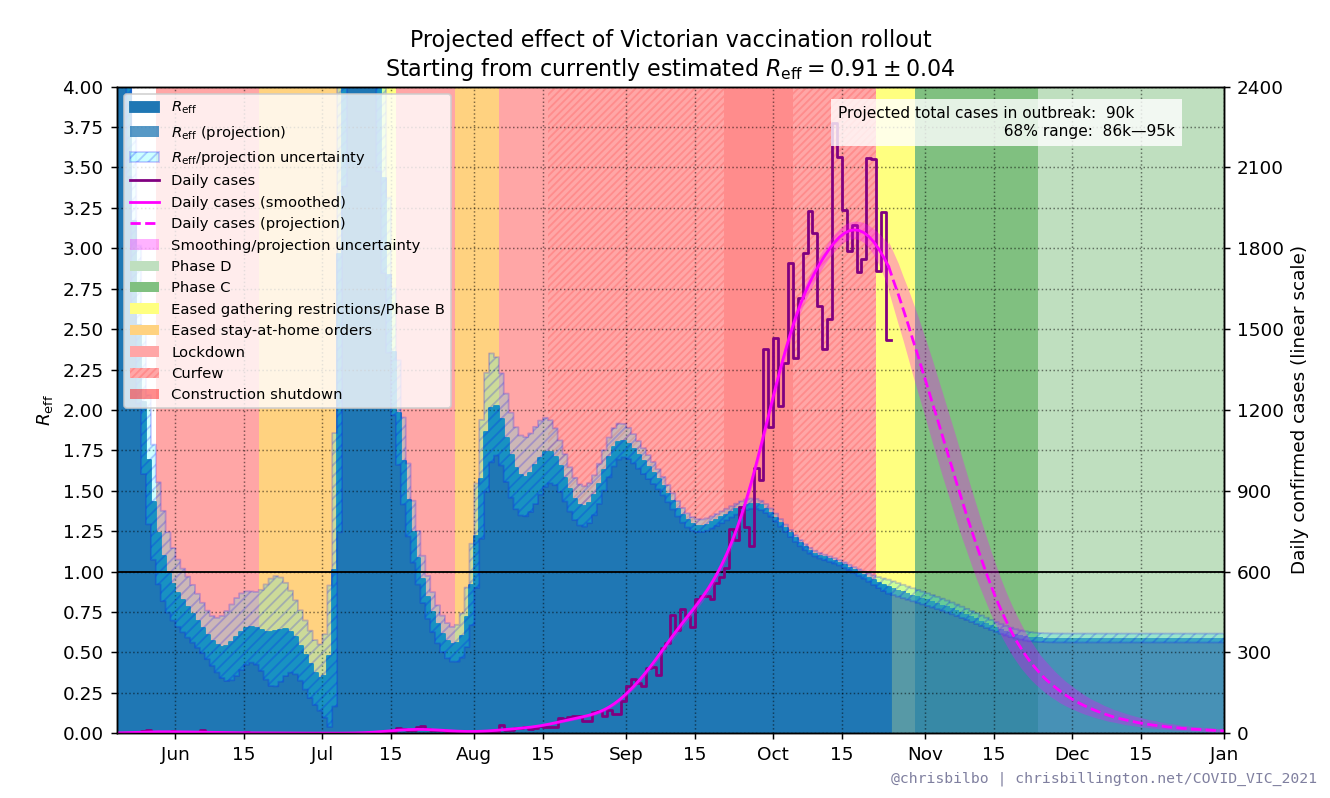 Projected effect of Victorian vaccination rollout
Starting from currently estimated Reff = 0.91 ± 0.04
4.00
3.75
3.50
3.25
3.00
2.75
2.50
2.25
2.00
1.75
1.50
1.25
1.00
0.75
0.50
0.25
0.00
Reff
Reff
Reff (projection)
Reff/projection uncertainty
Daily cases
Daily cases (smoothed)
Daily cases (projection)
Smoothing/projection uncertainty
Phase D
Phase C
Eased gathering restrictions/Phase B
Eased stay-at-home orders
Lockdown
Curfew
Construction shutdown
Projected total cases in outbreak: 90k
68% range: 86k—95k
2400
2100
1800
1500
1200
900
600
300
0
Daily confirmed cases (linear scale)
Jun 15 Jul 15 Aug 15 Sep 15 Oct 15 Nov 15 Dec 15 Jan
@chrisbilbo | chrisbillington.net/COVID_VIC_2021